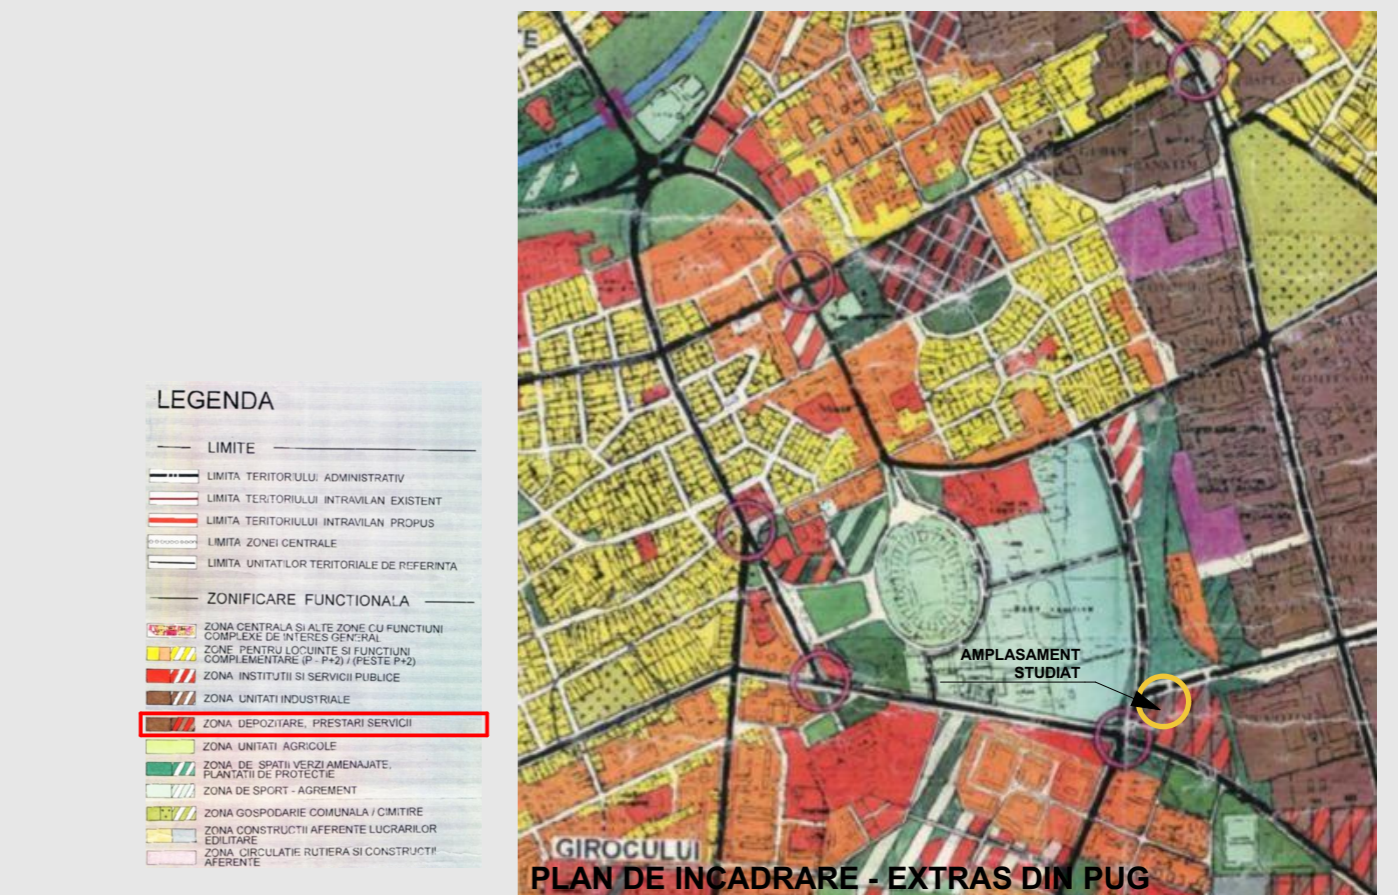 LEGENDA
LIMITE
LIMITA TERITORIULUI ADMINISTRATIV
LIMITA TERITORIULUI INTRAVILAN EXISTENT
LIMITA TERITORIULUI INTRAVILAN PROPUS
LIMITA ZONEI CENTRALE
LIMITA UNITATILOR TERITORIALE DE REFERINTA
ZONIFICARE FUNCTIONALA
ZONA CENTRALA SI ALTE ZONE CU FUNCTIUNI
COMPLEXE DE INTERES GENERAL
ZONE PENTRU LOCUINTE SI FUNCTIUNI
COMPLEMENTARE (P - P+2) / (PESTE P+2)
ZONA INSTITUTII SI SERVICII PUBLICE
ZONA UNITATI INDUSTRIALE
ZONA DEPOZITARE, PRESTARI SERVICII
ZONA UNITATI AGRICOLE
ZONA DE SPATII VERZI AMENAJATE,
PLANTATII DE PROTECTIE
ZONA DE SPORT - AGREMENT
ZONA GOSPODARIE COMUNALA / CIMITIRE
ZONA CONSTRUCTII AFERENTE LUCRARILOR
EDILITARE
ZONA CIRCULATIE RUTIERA SI CONSTRUCTII
AFERENTE
AMPLASAMENT
STUDIAT
GIROCULUI
PLAN DE INCADRARE - EXTRAS DIN PUG